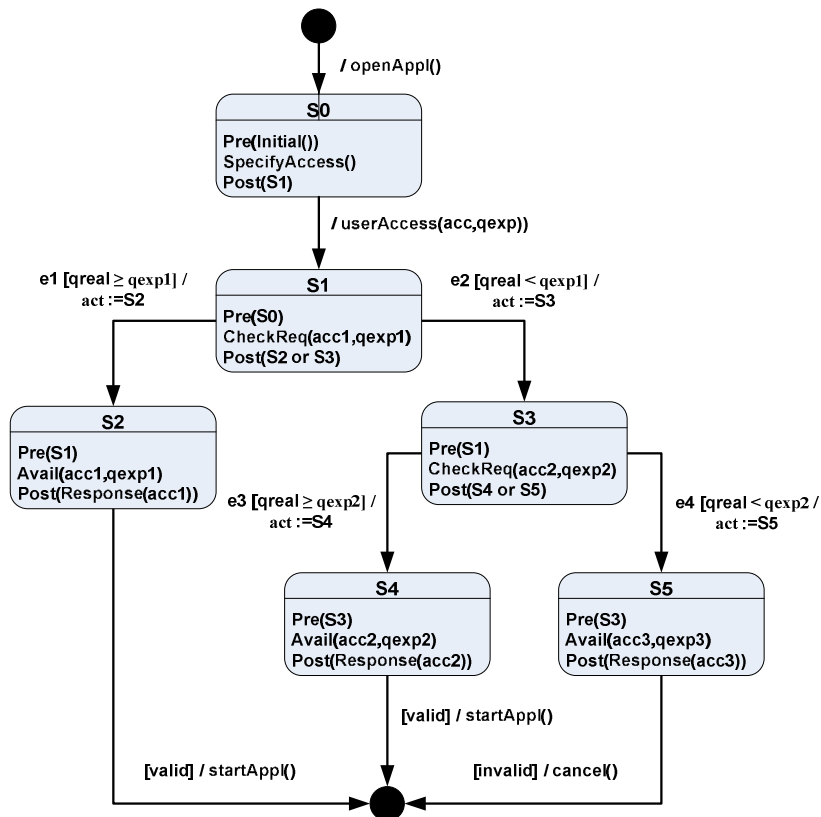 / openAppl()
S0
Pre(Initial())
SpecifyAccess()
Post(S1)
/ userAccess(acc,qexp))
e1 [qreal ≥ qexp1] /
act :=S2
S1
Pre(S0)
CheckReq(acc1,qexp1)
Post(S2 or S3)
e2 [qreal < qexp1] /
act :=S3
S2
Pre(S1)
Avail(acc1,qexp1)
Post(Response(acc1))
S3
Pre(S1)
CheckReq(acc2,qexp2)
Post(S4 or S5)
e3 [qreal ≥ qexp2] /
act :=S4
e4 [qreal < qexp2 /
act :=S5
S4
Pre(S3)
Avail(acc2,qexp2)
Post(Response(acc2))
S5
Pre(S3)
Avail(acc3,qexp3)
Post(Response(acc3))
[valid] / startAppl()
[valid] / startAppl()
[invalid] / cancel()